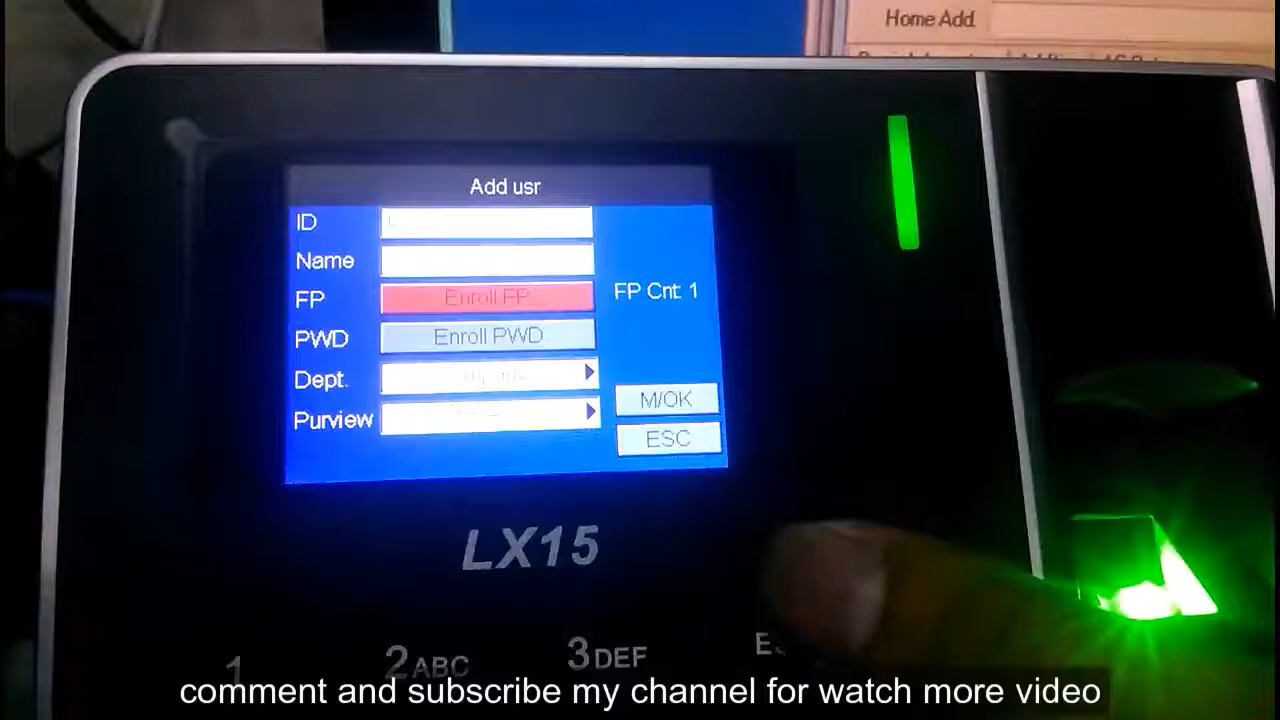 Home Add.
Add usr
ID
Name
FP
Enroll FP
FP Cnt: 1
PWD
Enroll PWD
Dept.
Purview
M/OK
ESC
LX15
1
2ABC
3DEF
comment and subscribe my channel for watch more video